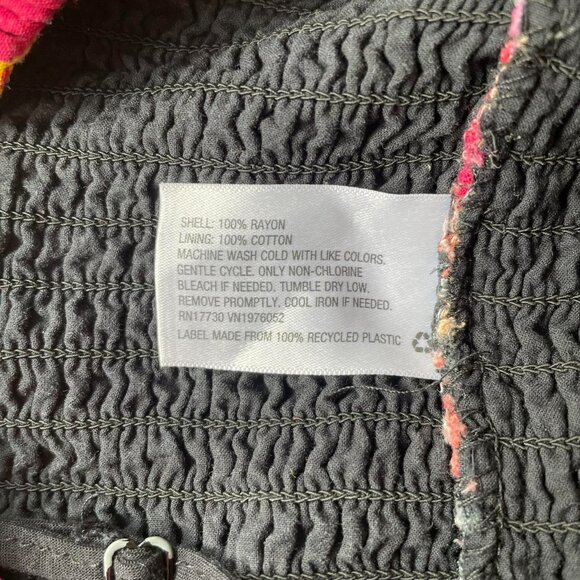 SHELL: 100% RAYON
LINING: 100% COTTON
MACHINE WASH COLD WITH LIKE COLORS,
GENTLE CYCLE. ONLY NON-CHLORINE
BLEACH IF NEEDED. TUMBLE DRY LOW.
REMOVE PROMPTLY. COOL IRON IF NEEDED.
RN17730 VN1976052
LABEL MADE FROM 100% RECYCLED PLASTIC